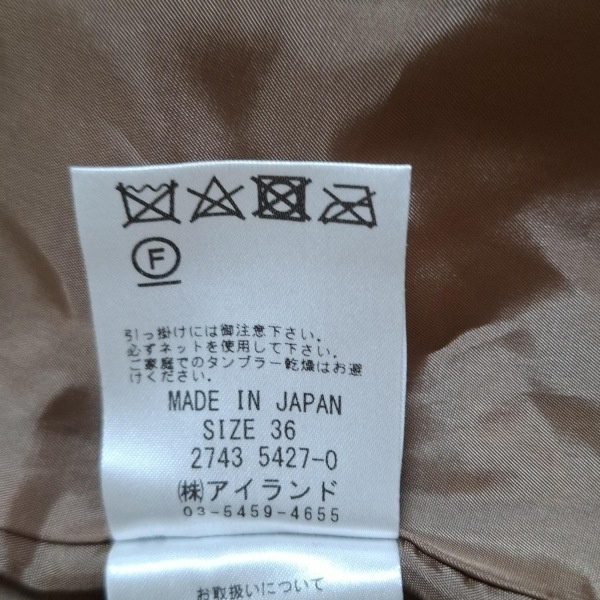 F
引っ掛けには御注意下さい。
必ずネットを使用して下さい。
ご家庭でのタンブラー乾燥はお避
けください。
MADE IN JAPAN
SIZE 36
2743 5427-0
㈱アイランド
03-5459-4655
お取扱いについて